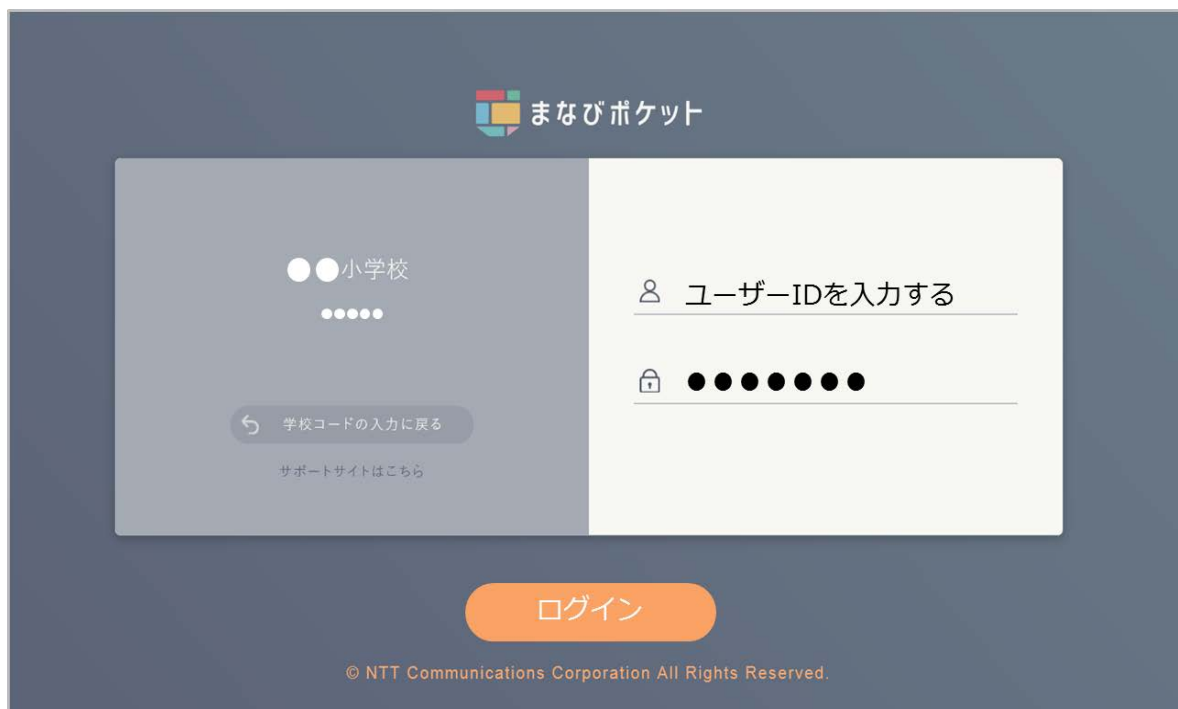 まなびポケット
●●小学校
●●●●●
学校コードの入力に戻る
サポートサイトはこちら
ユーザーIDを入力する
●●●●●●●
ログイン
© NTT Communications Corporation All Rights Reserved.